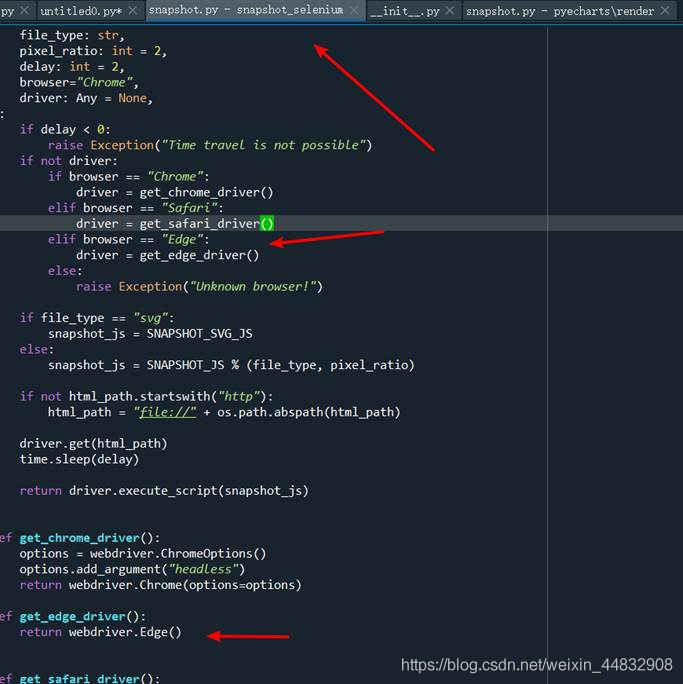 py untitled0.py* snapshot.py - snapshot_selenium __init__.py snapshot.py - pyecharts\render
file_type: str,
pixel_ratio: int = 2,
delay: int = 2,
browser="Chrome",
driver: Any = None,
:
if delay < 0:
raise Exception("Time travel is not possible")
if not driver:
if browser == "Chrome":
driver = get_chrome_driver()
elif browser == "Safari":
driver = get_safari_driver()
elif browser == "Edge":
driver = get_edge_driver()
else:
raise Exception("Unknown browser!")
if file_type == "svg":
snapshot_js = SNAPSHOT_SVG_JS
else:
snapshot_js = SNAPSHOT_JS % (file_type, pixel_ratio)
if not html_path.startswith("http"):
html_path = "file://" + os.path.abspath(html_path)
driver.get(html_path)
time.sleep(delay)
return driver.execute_script(snapshot_js)
ef get_chrome_driver():
options = webdriver.ChromeOptions()
options.add_argument("headless")
return webdriver.Chrome(options=options)
ef get_edge_driver():
return webdriver.Edge()
ef get_safari_driver():
https://blog.csdn.net/weixin_44832908